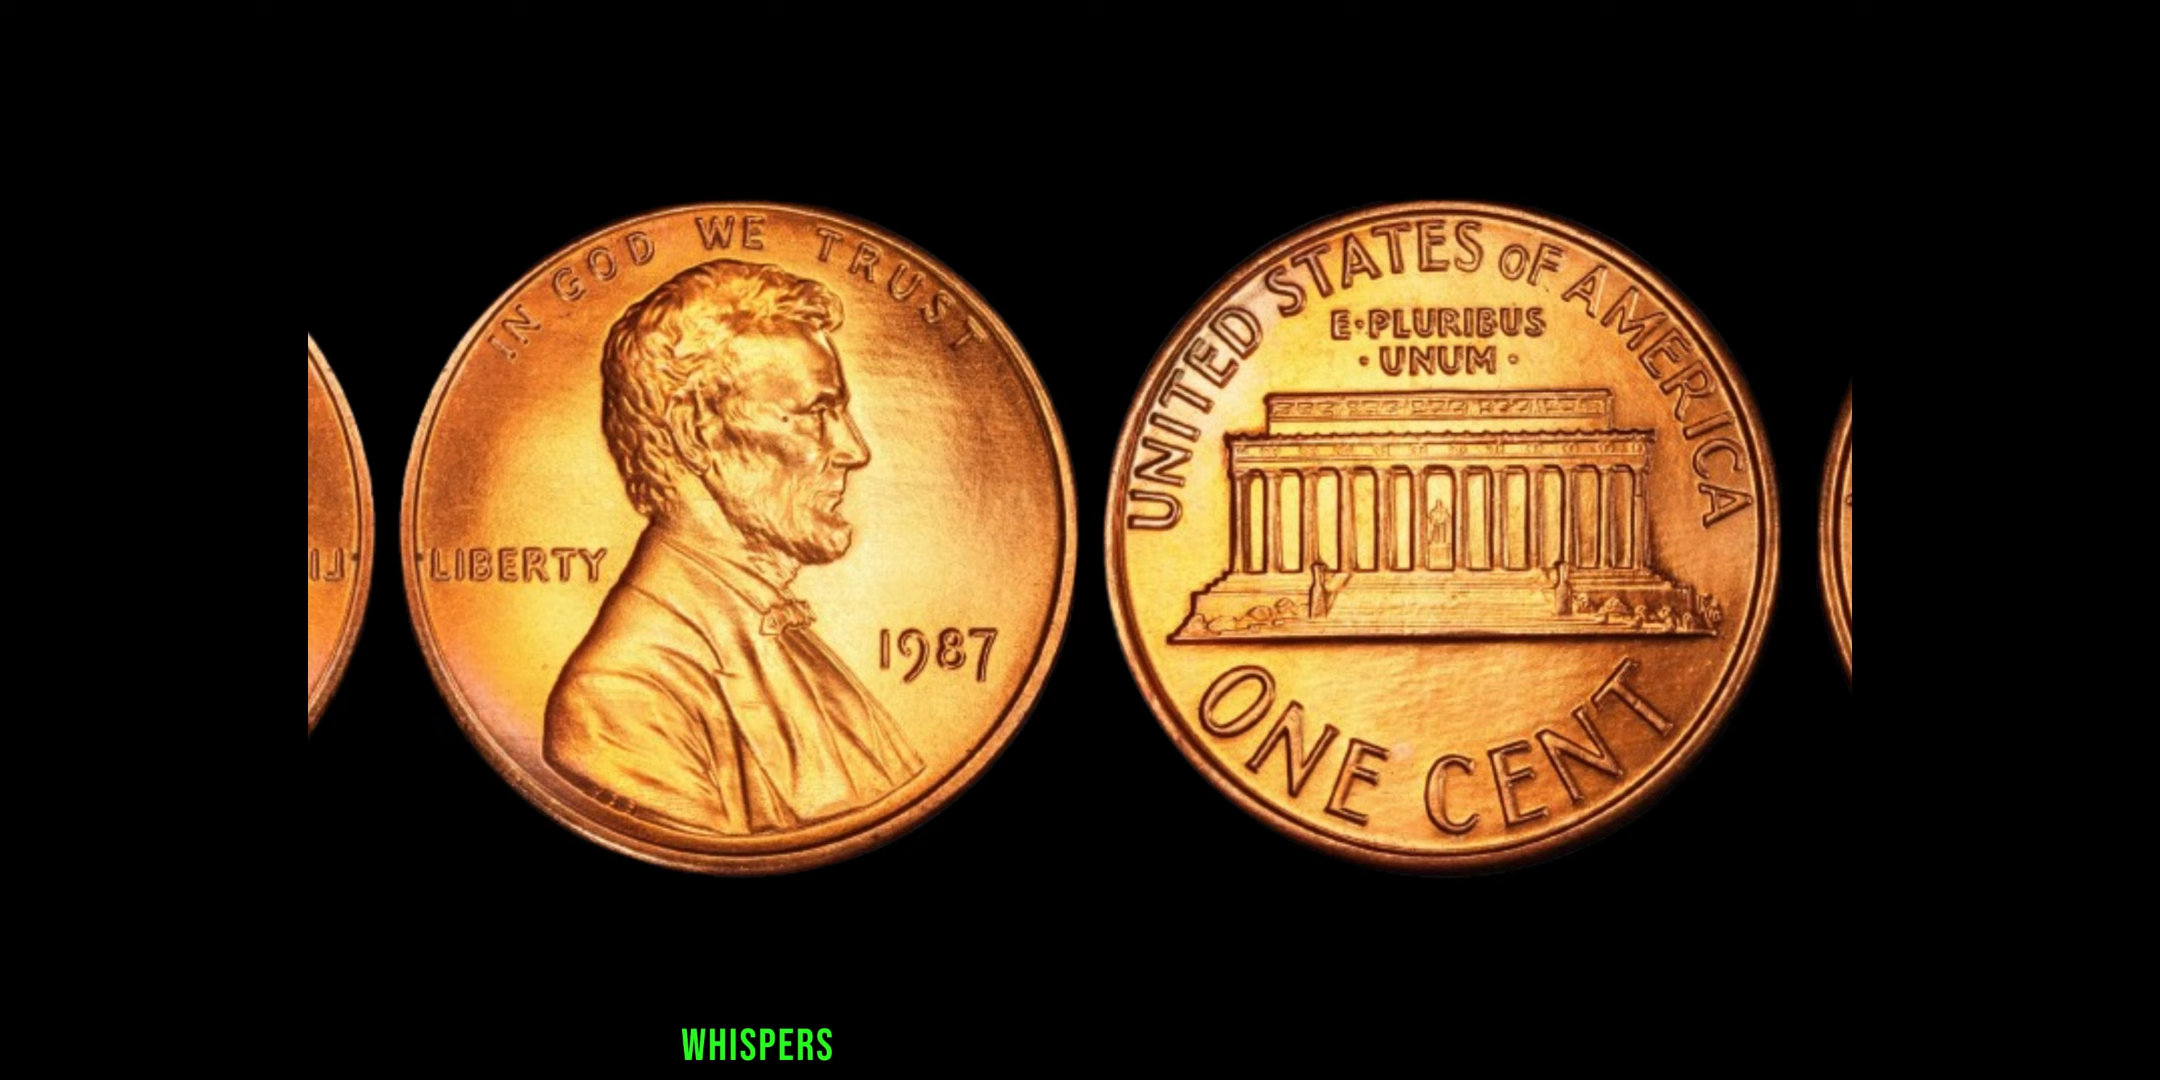 IN GOD WE TRUST
LIBERTY
1987
UNITED STATES OF AMERICA
E·PLURIBUS
·UNUM·
ONE CENT
WHISPERS